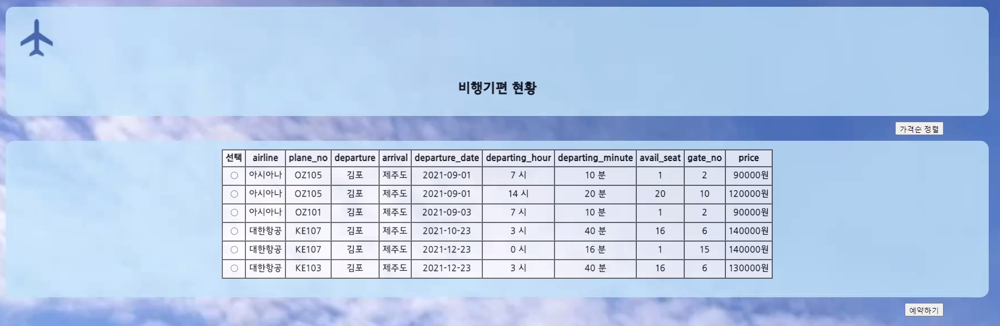 비행기편 현황
가격순 정렬
선택 airline plane_no departure arrival departure_date departing_hour departing_minute avail_seat gate_no price
아시아나 OZ105 김포 제주도 2021-09-01 7 시 10 분 1 2 90000원
아시아나 OZ105 김포 제주도 2021-09-01 14 시 20 분 20 10 120000원
아시아나 OZ101 김포 제주도 2021-09-03 7 시 10 분 1 2 90000원
대한항공 KE107 김포 제주도 2021-10-23 3 시 40 분 16 6 140000원
대한항공 KE107 김포 제주도 2021-12-23 0 시 16 분 1 15 140000원
대한항공 KE103 김포 제주도 2021-12-23 3 시 40 분 16 6 130000원
예약하기